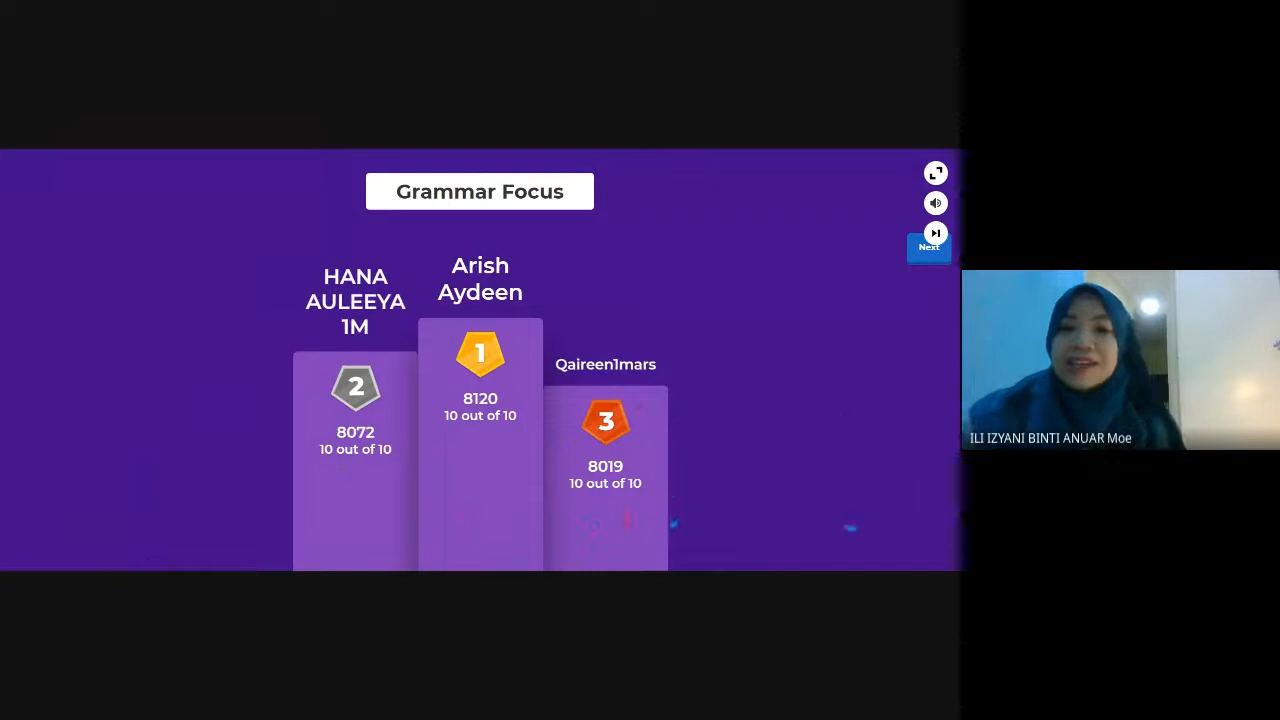 Grammar Focus
Next
HANA
AULEEYA
1M
Arish
Aydeen
Qaireen1mars
1
8120
10 out of 10
2
8072
10 out of 10
3
8019
10 out of 10
ILI IZYANI BINTI ANUAR Moe